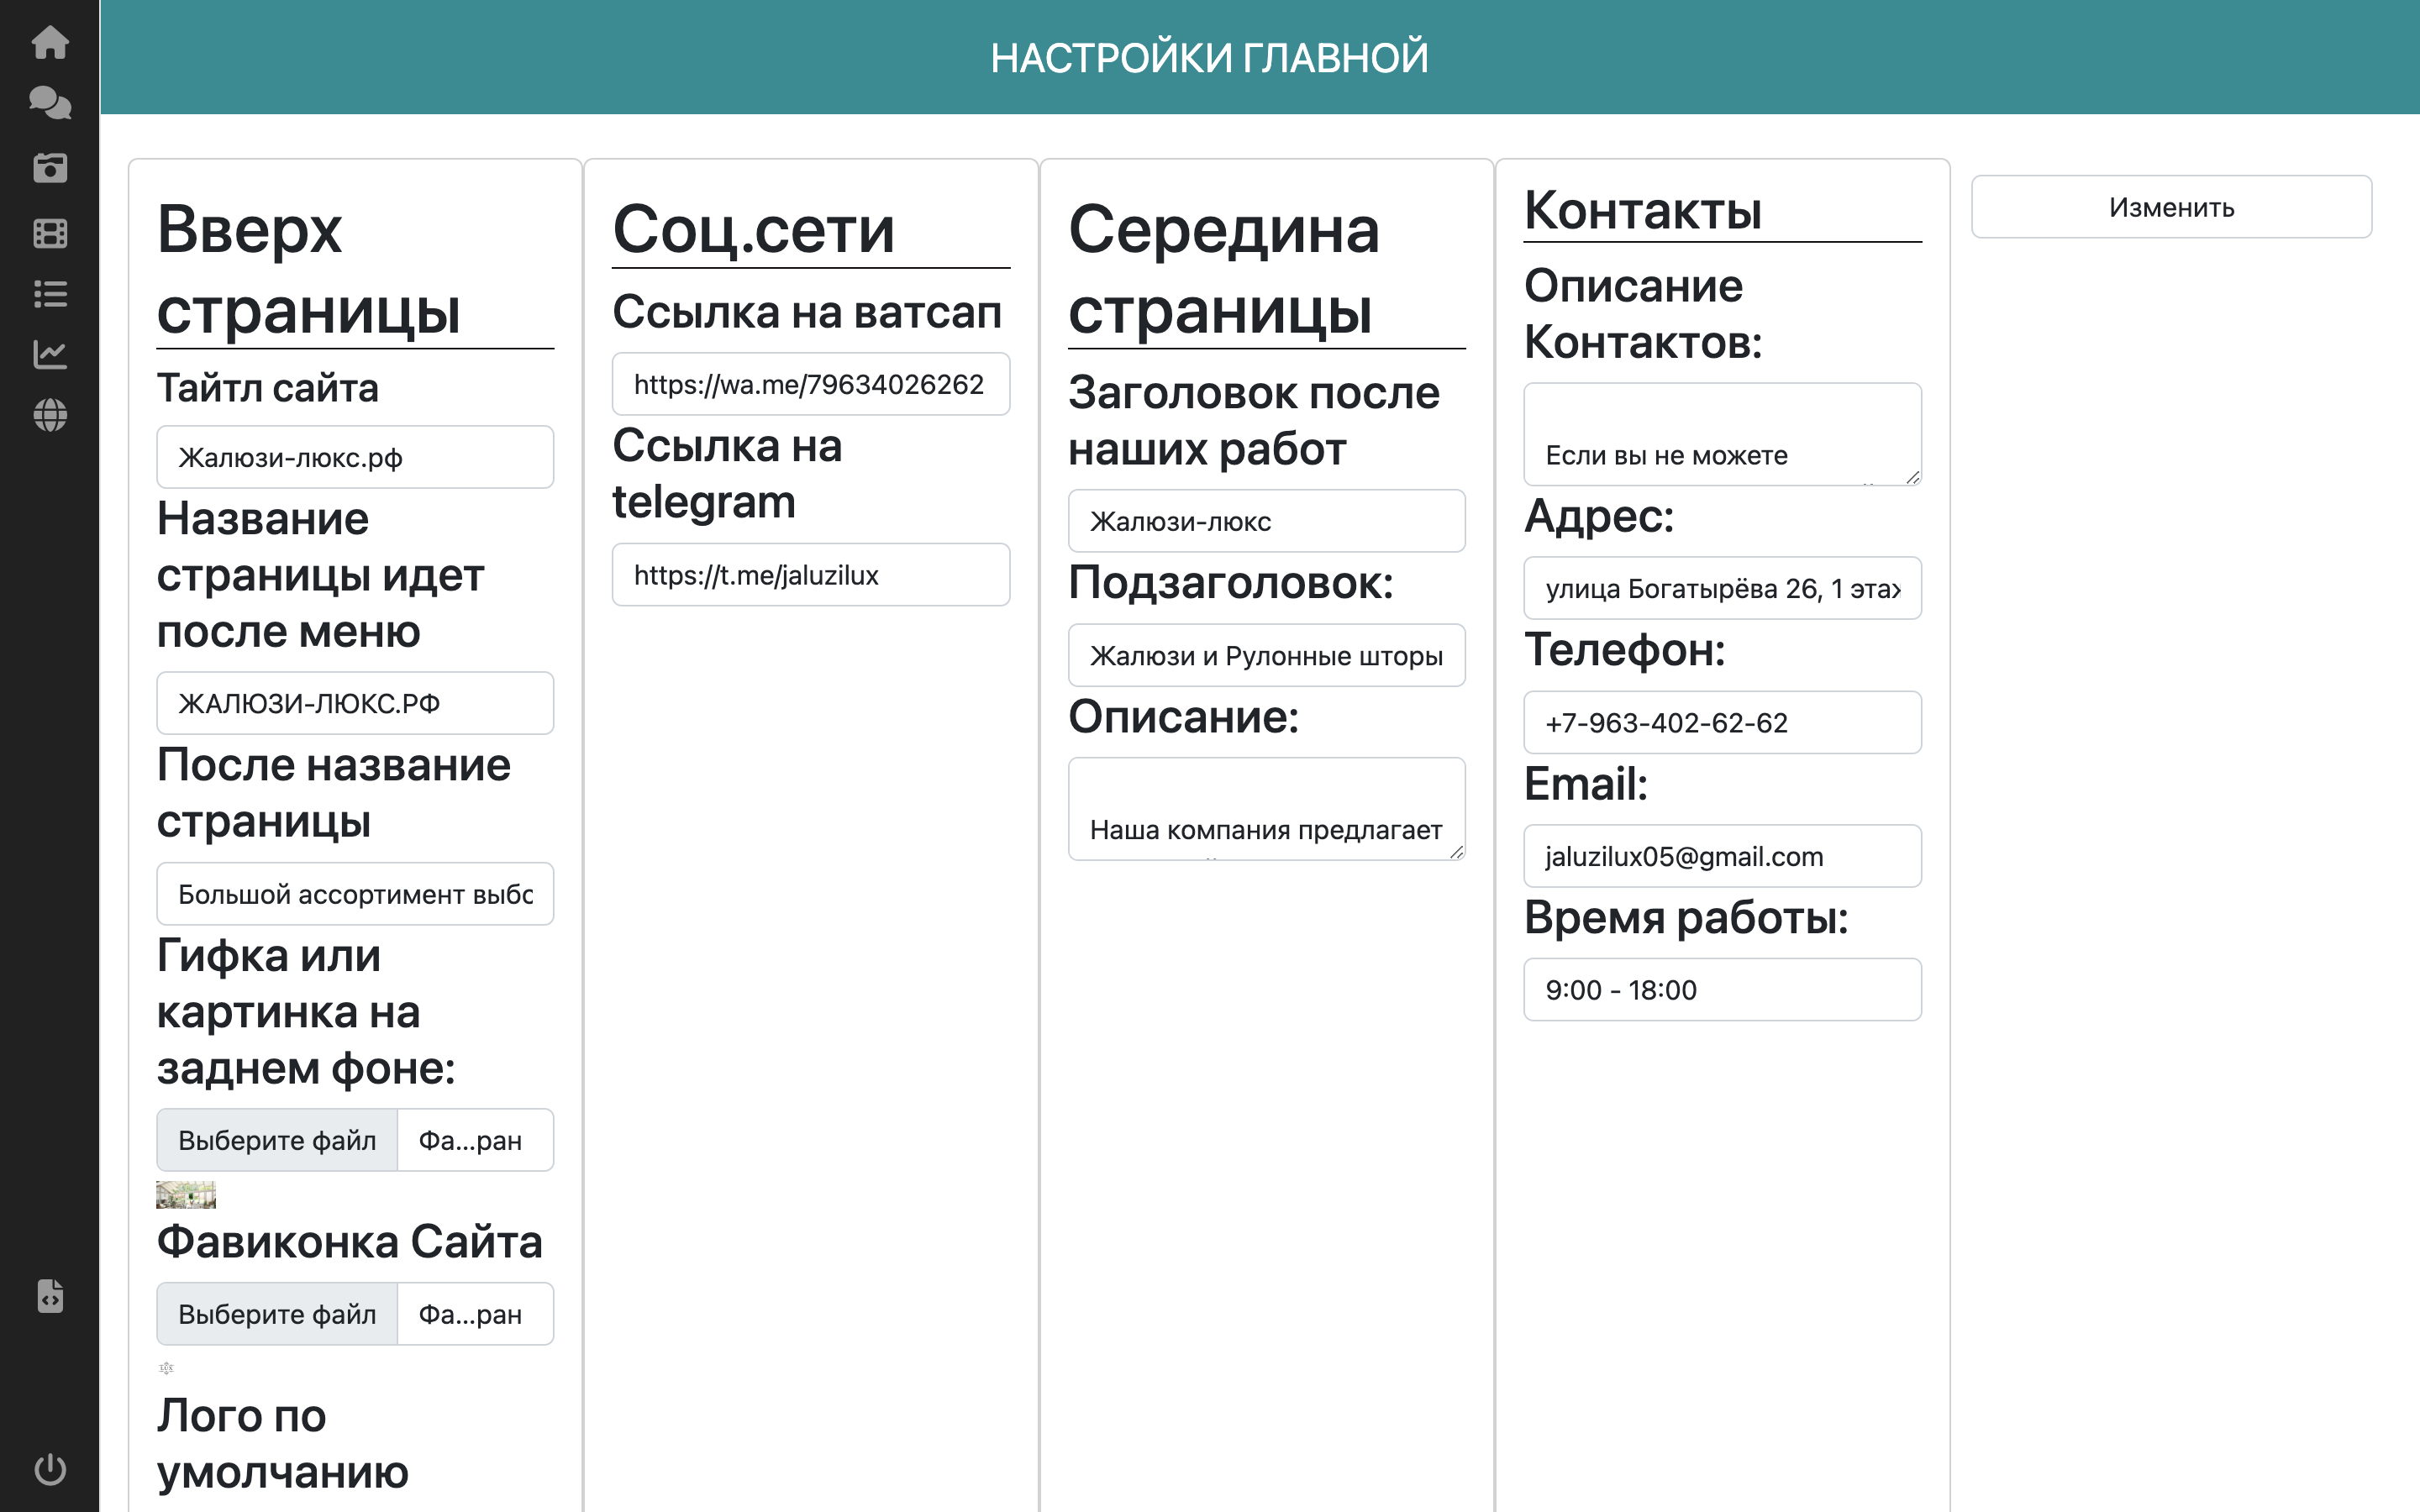 НАСТРОЙКИ ГЛАВНОЙ
Вверх
страницы
Тайтл сайта
Жалюзи-люкс.рф
Название
страницы идет
после меню
ЖАЛЮЗИ-ЛЮКС.РФ
После название
страницы
Большой ассортимент
Гифка или
картинка на
заднем фоне:
Выберите файл Фа...ран
Фавиконка Сайта
Выберите файл Фа...ран
Лого по
умолчанию
Соц.сети
Ссылка на ватсап
https://wa.me/79634026262
Ссылка на
telegram
https://t.me/jaluzilux
Середина
страницы
Заголовок после
наших работ
Жалюзи-люкс
Подзаголовок:
Жалюзи и Рулонные шторы
Описание:
Наша компания предлагает
Контакты
Описание
Контактов:
Если вы не можете
Адрес:
улица Богатырёва 26, 1
Телефон:
+7-963-402-62-62
Email:
jaluzilux05@gmail.com
Время работы:
9:00 - 18:00
Изменить